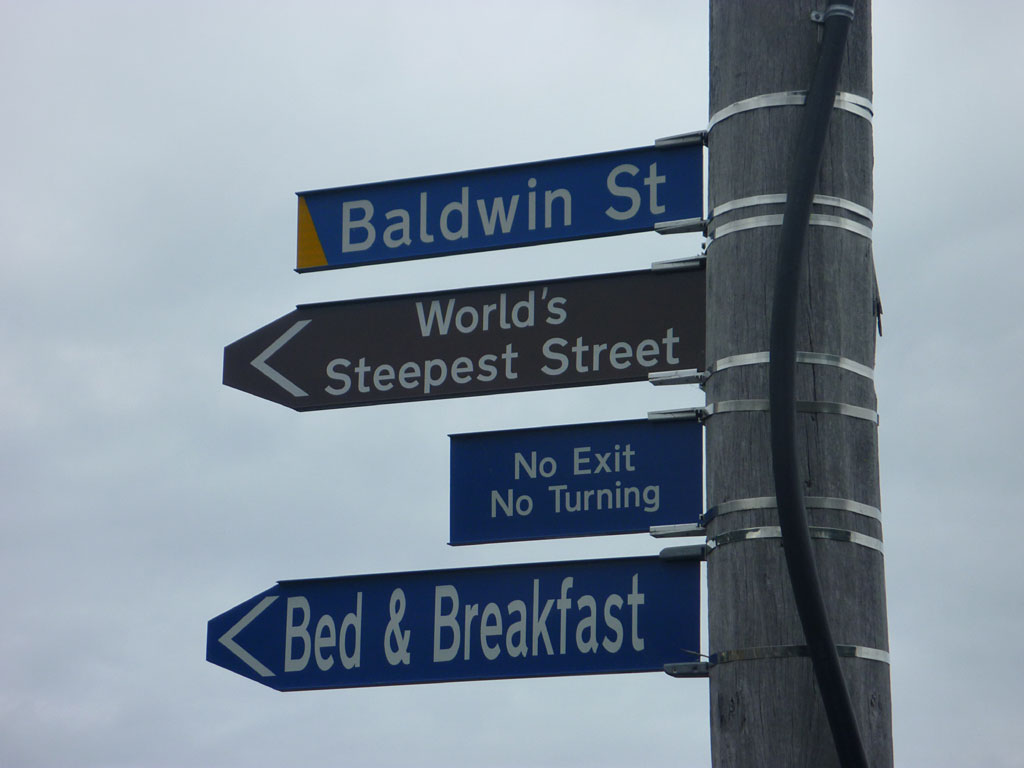 Baldwin St
World's
Steepest Street
No Exit
No Turning
Bed & Breakfast